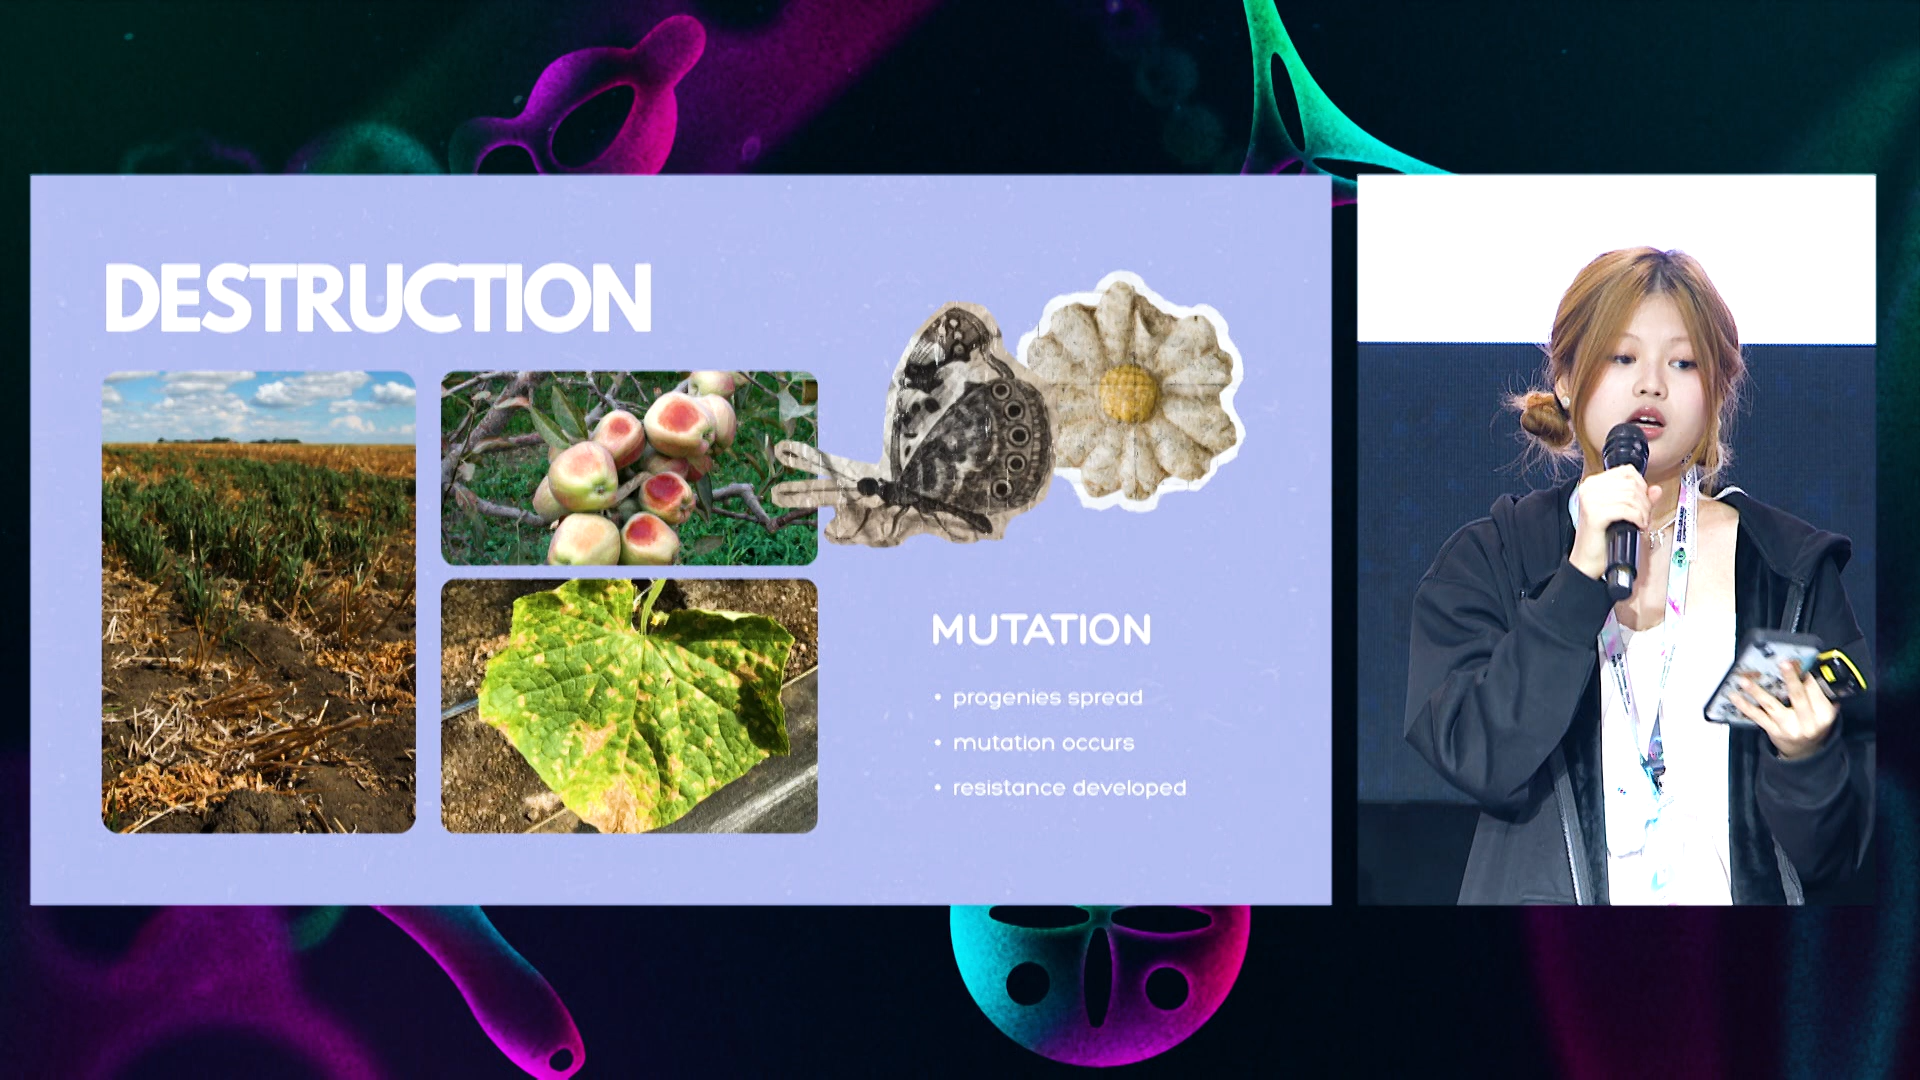 DESTRUCTION
MUTATION
• progenies spread
• mutation occurs
• resistance developed